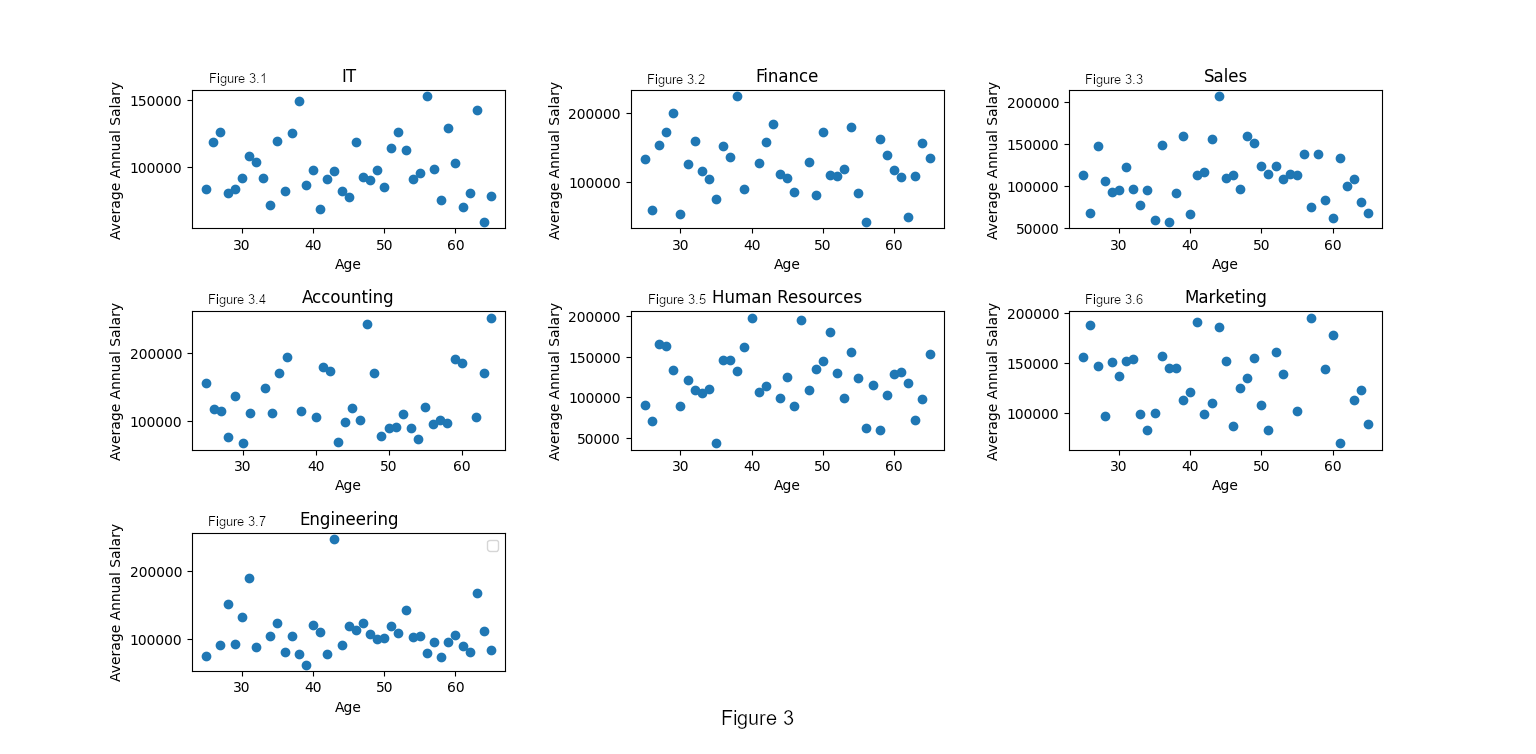 Figure 3.1 IT
Average Annual Salary
150000
100000
30 40 50 60
Age
Figure 3.2 Finance
Average Annual Salary
200000
100000
30 40 50 60
Age
Figure 3.3 Sales
Average Annual Salary
200000
150000
100000
50000
30 40 50 60
Age
Figure 3.4 Accounting
Average Annual Salary
200000
100000
30 40 50 60
Age
Figure 3.5 Human Resources
Average Annual Salary
200000
150000
100000
50000
30 40 50 60
Age
Figure 3.6 Marketing
Average Annual Salary
200000
150000
100000
30 40 50 60
Age
Figure 3.7 Engineering
Average Annual Salary
200000
100000
30 40 50 60
Age
Figure 3